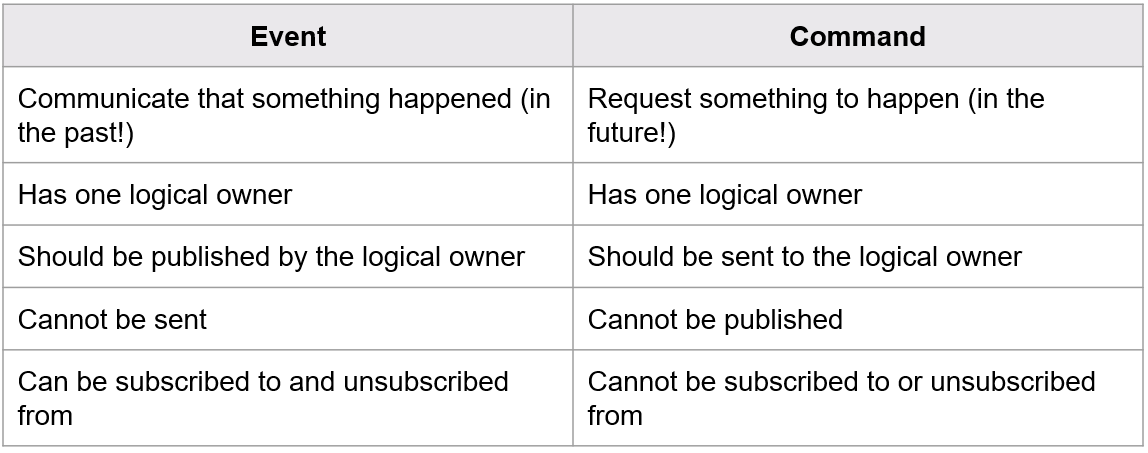 Event
Command
Communicate that something happened (in
the past!)
Request something to happen (in the
future!)
Has one logical owner
Has one logical owner
Should be published by the logical owner
Should be sent to the logical owner
Cannot be sent
Cannot be published
Can be subscribed to and unsubscribed
from
Cannot be subscribed to or unsubscribed
from